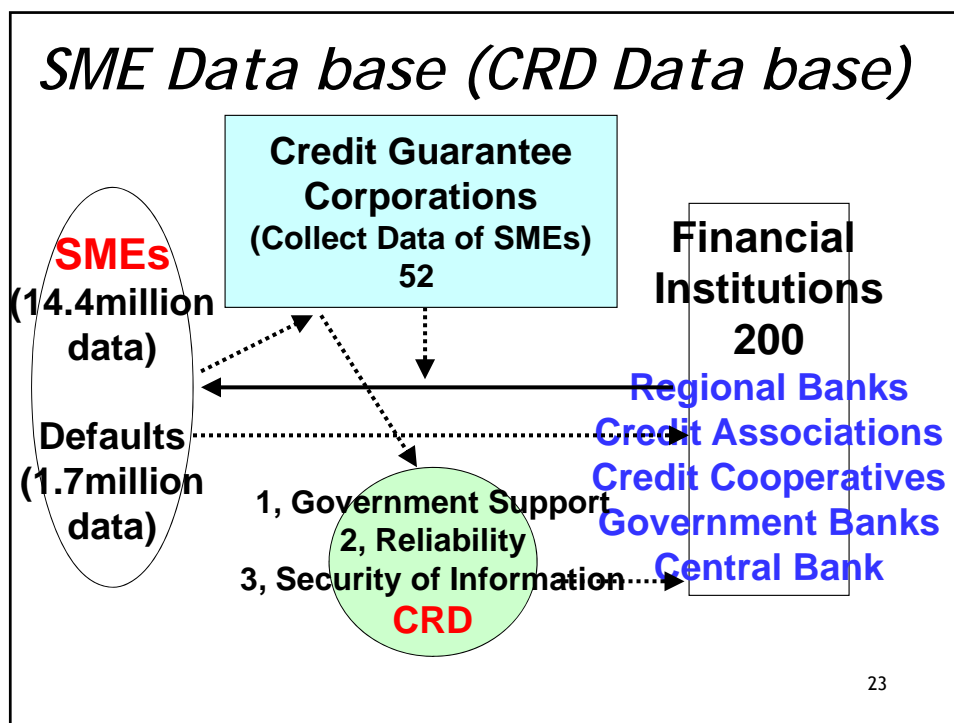 SME Data base (CRD Data base)
Credit Guarantee
Corporations
(Collect Data of SMEs)
52
SMEs
(14.4million
data)
Defaults
(1.7million
data)
Financial
Institutions
200
Regional Banks
Credit Associations
Credit Cooperatives
Government Banks
Central Bank
1, Government Support
2, Reliability
3, Security of Information
CRD
23